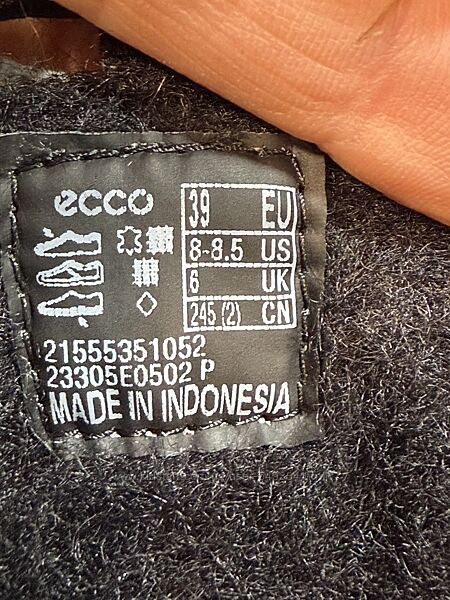 ecco
39 EU
8-8.5 US
6 UK
245 (2) CN
21555351052
23305E0502 P
MADE IN INDONESIA